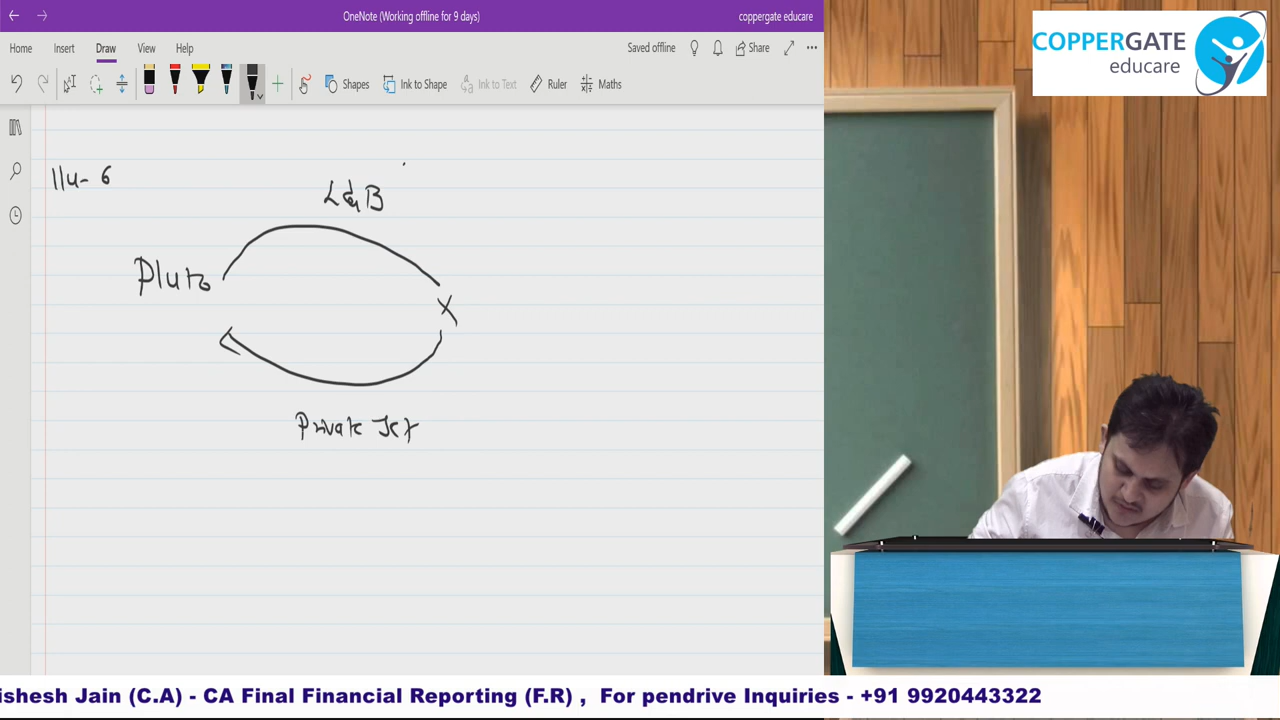 OneNote (Working offline for 9 days)
coppergate educare
Home Insert Draw View Help
Saved offline
Share
Shapes
Ink to Shape
Ink to Text
Ruler
Maths
COPPERGATE
educare
Illu- 6
L&B
Pluto
X
Private Jet
ishesh Jain (C.A) - CA Final Financial Reporting (F.R) , For pendrive Inquiries - +91 9920443322